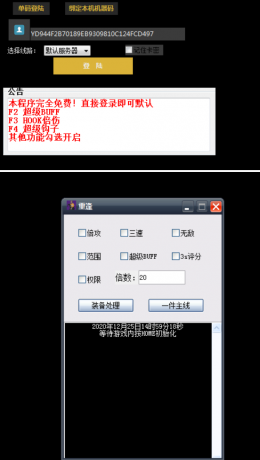 单码登陆 绑定本机机器码
YD944F2B70189EB9309810C124FCD497
选择线路: 默认服务器 记住卡密
登 陆
公告
本程序完全免费!直接登录即可默认
F2 超级BUFF
F3 HOOK倍伤
F4 超级钩子
其他功能勾选开启
重造
倍攻 三速 无敌
范围 超级BUFF 3s评分
权限 倍数: 20
装备处理 一件主线
2020年12月25日14时59分18秒
等待游戏内按HOME初始化